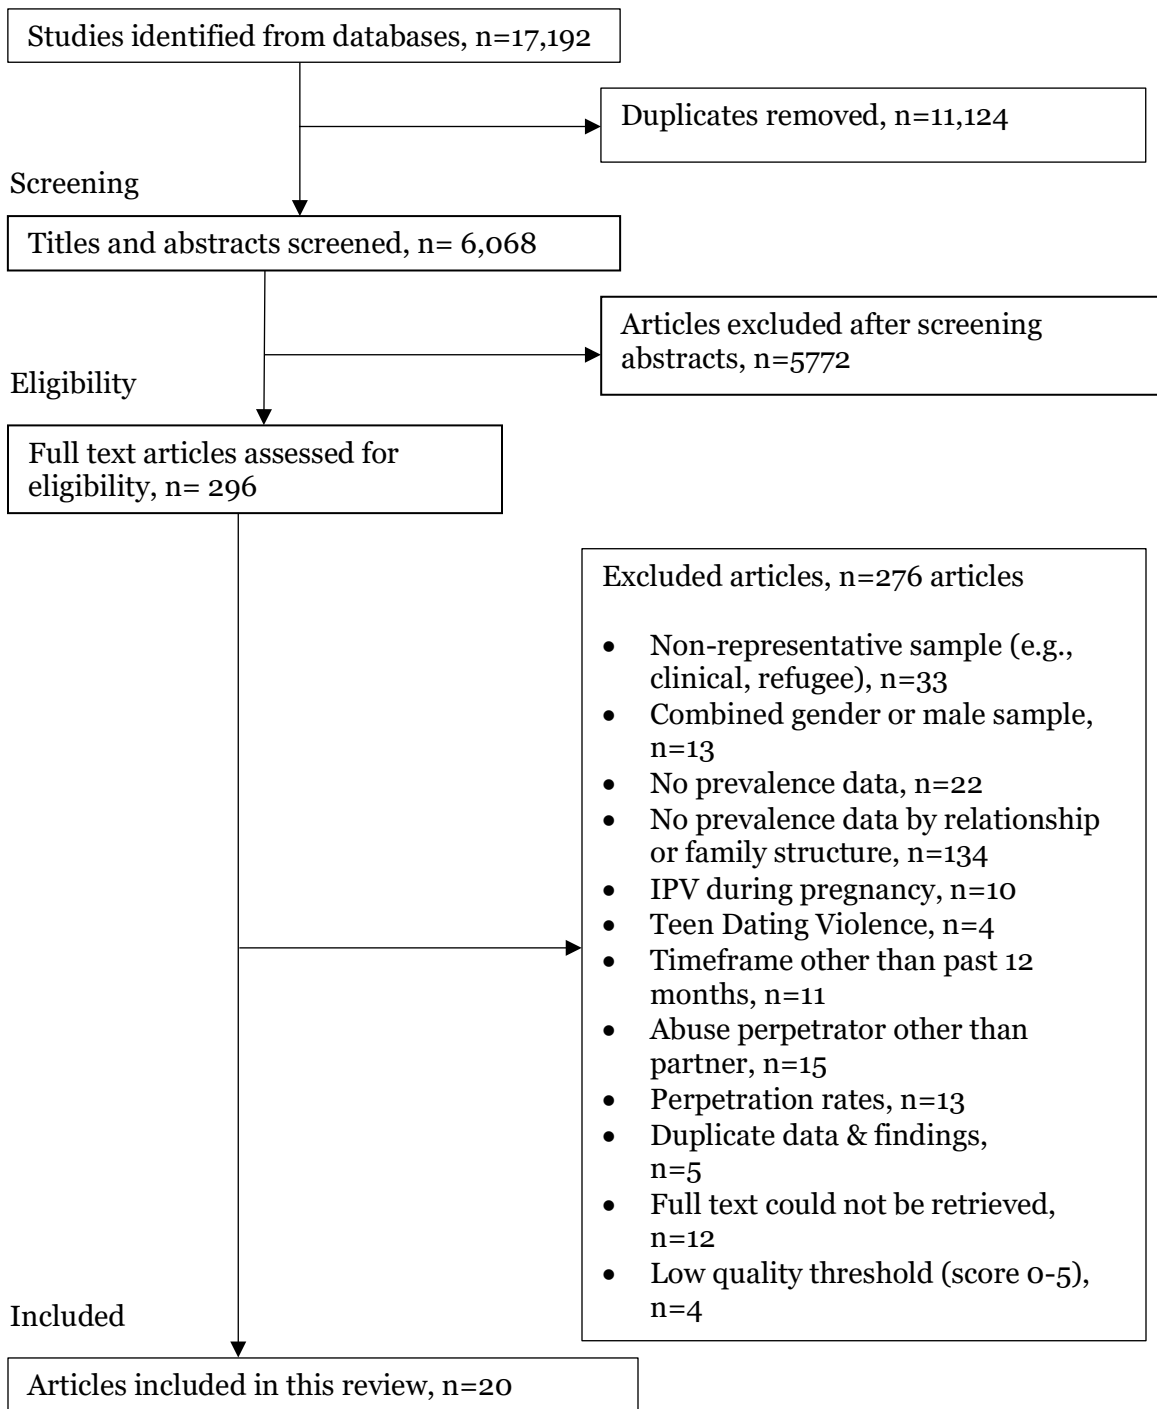 Studies identified from databases, n=17,192
Duplicates removed, n=11,124
Screening
Titles and abstracts screened, n= 6,068
Articles excluded after screening
abstracts, n=5772
Eligibility
Full text articles assessed for
eligibility, n= 296
Excluded articles, n=276 articles
• Non-representative sample (e.g.,
clinical, refugee), n=33
• Combined gender or male sample,
n=13
• No prevalence data, n=22
• No prevalence data by relationship
or family structure, n=134
• IPV during pregnancy, n=10
• Teen Dating Violence, n=4
• Timeframe other than past 12
months, n=11
• Abuse perpetrator other than
partner, n=15
• Perpetration rates, n=13
• Duplicate data & findings,
n=5
• Full text could not be retrieved,
n=12
• Low quality threshold (score 0-5),
n=4
Included
Articles included in this review, n=20